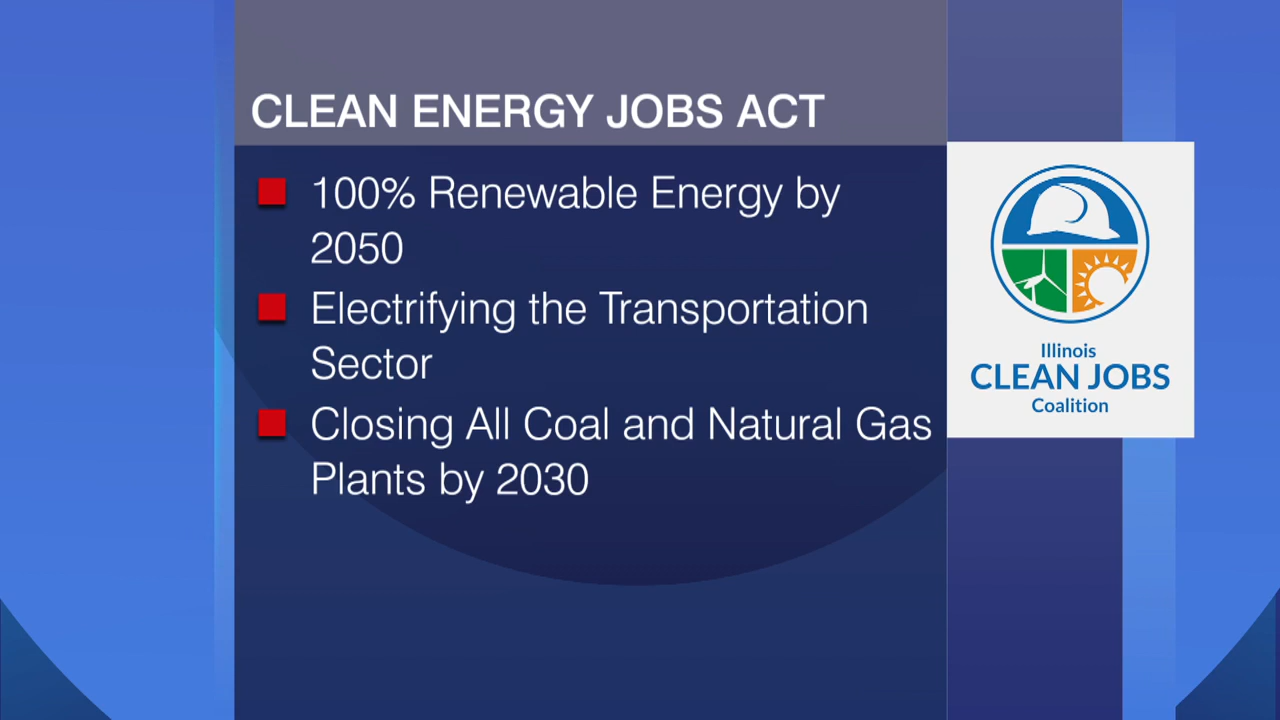 CLEAN ENERGY JOBS ACT
100% Renewable Energy by
2050
Electrifying the Transportation
Sector
Closing All Coal and Natural Gas
Plants by 2030
Illinois
CLEAN JOBS
Coalition